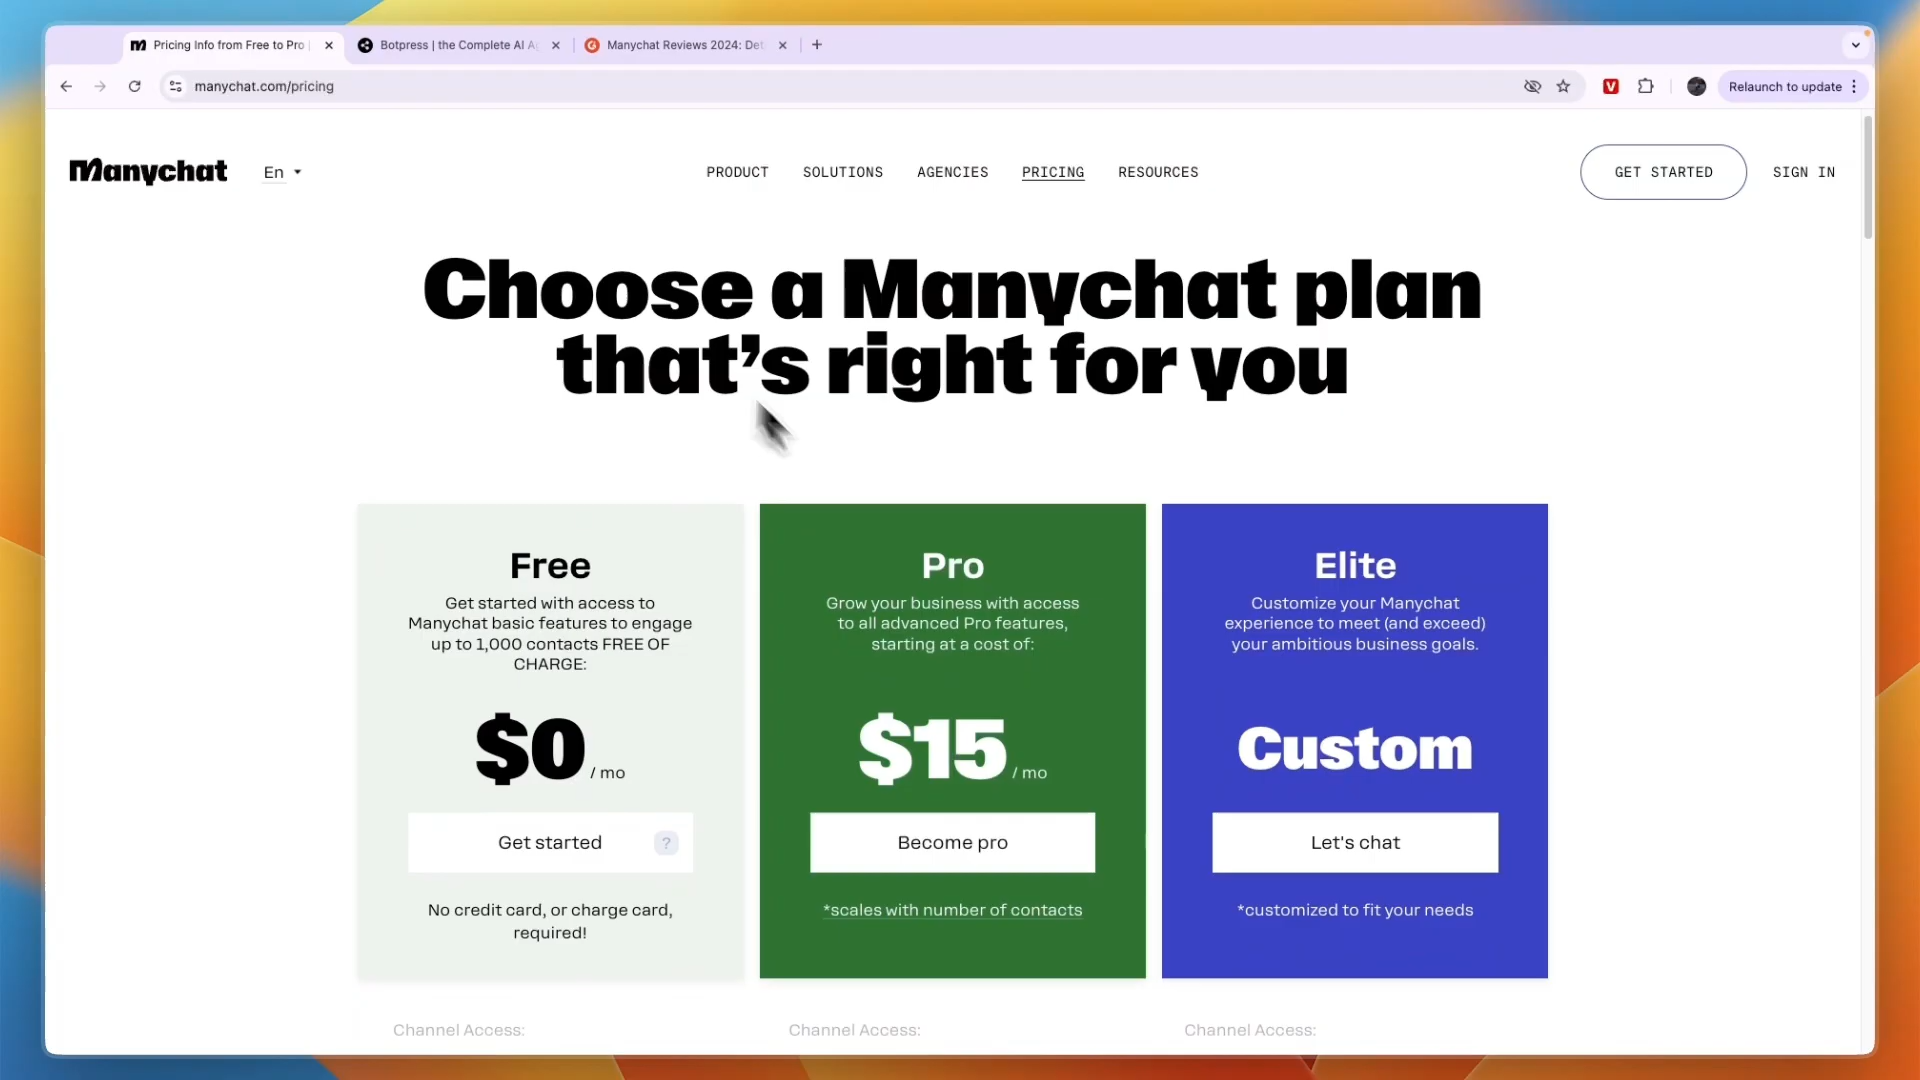 Pricing Info from Free to Pro
Botpress | the Complete AI A
Manychat Reviews 2024: Det
manychat.com/pricing
Relaunch to update
Manychat
En
PRODUCT
SOLUTIONS
AGENCIES
PRICING
RESOURCES
GET STARTED
SIGN IN
Choose a Manychat plan
that’s right for you
Free
Get started with access to
Manychat basic features to engage
up to 1,000 contacts FREE OF
CHARGE:
$0 / mo
Get started ?
No credit card, or charge card,
required!
Pro
Grow your business with access
to all advanced Pro features,
starting at a cost of:
$15 / mo
Become pro
*scales with number of contacts
Elite
Customize your Manychat
experience to meet (and exceed)
your ambitious business goals.
Custom
Let's chat
*customized to fit your needs
Channel Access:
Channel Access:
Channel Access: